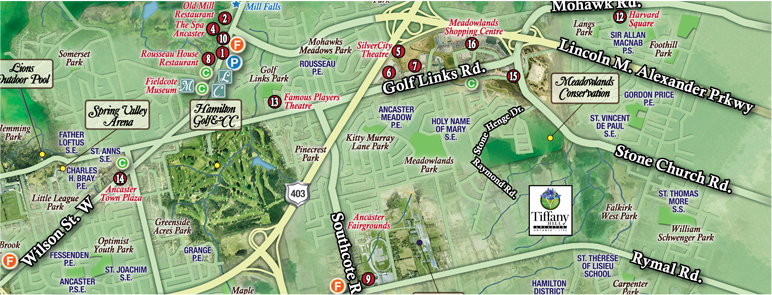 Old Mill
Restaurant
The Spa
Ancaster
Rousseau House
Restaurant
Fieldcote
Museum
Mill Falls
2
4
10
1
8
F
P
C
M
L
C
Somerset
Park
Lions
Outdoor Pool
Spring Valley
Arena
Hamilton
Golf & CC
Golf
Links Park
Mohawks
Meadows Park
ROUSSEAU
P.E.
SilverCity
Theatre
5
6
7
Meadowlands
Shopping Centre
16
Golf Links Rd.
C
15
13
Famous Players
Theatre
Mohawk Rd.
Langs
Park
12
Harvard
Square
SIR ALLAN
MACNAB
P.S.
Foothill
Park
Lincoln M. Alexander Prkwy
Meadowlands
Conservation
GORDON PRICE
P.E.
ST. VINCENT
DE PAUL
S.E.
Stone Church Rd.
ANCASTER
MEADOW
P.E.
HOLY NAME
OF MARY
S.E.
Kitty Murray
Lane Park
Pinecrest
Park
Meadowlands
Park
Stone Henge Dr.
Raymond Rd.
Hemming
Park
FATHER
LOFTUS
S.E.
ST. ANNS
S.E.
C
CHARLES
H. BRAY
P.E.
14
Ancaster
Town Plaza
Little League
Park
Wilson St. W
Brook
F
FESSENDEN
P.E.
ANCASTER
P.S.E.
Optimist
Youth Park
ST. JOACHIM
S.E.
Greenside
Acres Park
GRANGE
P.E.
Maple
403
Southcote R
Ancaster
Fairgrounds
9
F
Tiffany
HILLS
ANCASTER
Falkirk
West Park
ST. THOMAS
MORE
S.S.
William
Schwenger Park
Rymal Rd.
ST. THÉRÈSE
OF LISIEU
SCHOOL
HAMILTON
DISTRICT
Carpenter
Park